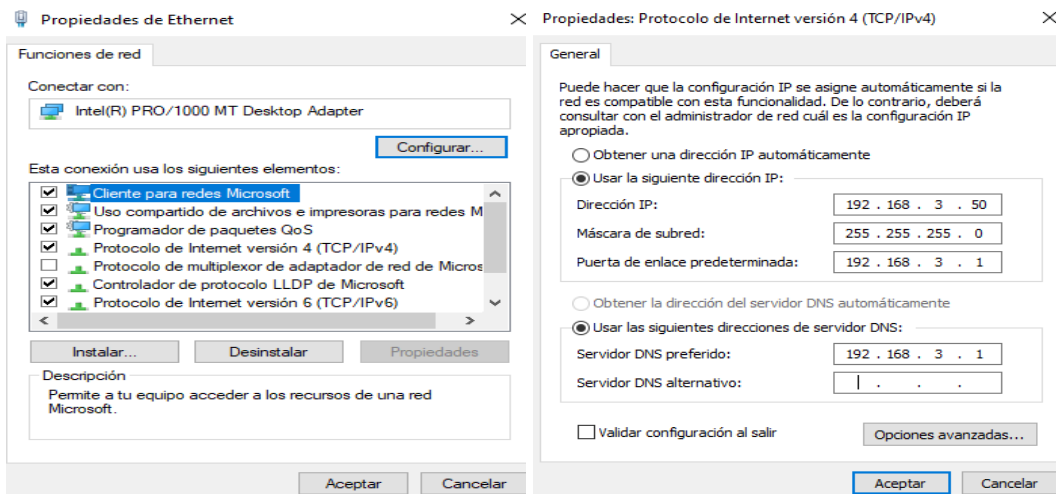 Propiedades de Ethernet
Funciones de red
Conectar con:
Intel(R) PRO/1000 MT Desktop Adapter
Configurar...
Esta conexión usa los siguientes elementos:
Cliente para redes Microsoft
Uso compartido de archivos e impresoras para redes M
Programador de paquetes QoS
Protocolo de Internet versión 4 (TCP/IPv4)
Protocolo de multiplexor de adaptador de red de Micros
Controlador de protocolo LLDP de Microsoft
Protocolo de Internet versión 6 (TCP/IPv6)
Instalar...
Desinstalar
Propiedades
Descripción
Permite a tu equipo acceder a los recursos de una red
Microsoft.
Aceptar
Cancelar
Propiedades: Protocolo de Internet versión 4 (TCP/IPv4)
General
Puede hacer que la configuración IP se asigne automáticamente si la
red es compatible con esta funcionalidad. De lo contrario, deberá
consultar con el administrador de red cuál es la configuración IP
apropiada.
Obtener una dirección IP automáticamente
Usar la siguiente dirección IP:
Dirección IP: 192 . 168 . 3 . 50
Máscara de subred: 255 . 255 . 255 . 0
Puerta de enlace predeterminada: 192 . 168 . 3 . 1
Obtener la dirección del servidor DNS automáticamente
Usar las siguientes direcciones de servidor DNS:
Servidor DNS preferido: 192 . 168 . 3 . 1
Servidor DNS alternativo: . . .
Validar configuración al salir
Opciones avanzadas...
Aceptar
Cancelar